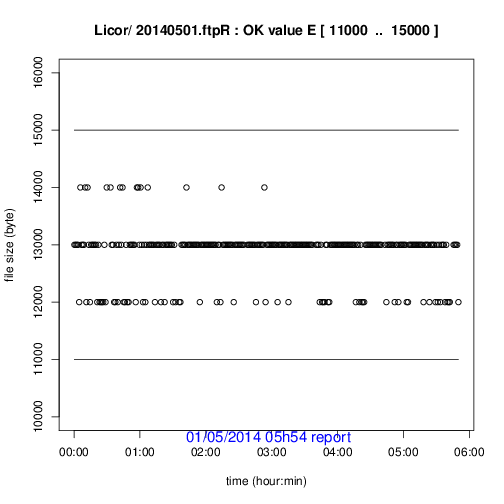 Licor/ 20140501.ftpR : OK value E [ 11000 .. 15000 ]
file size (byte)
16000
15000
14000
13000
12000
11000
10000
01/05/2014 05h54 report
00:00 01:00 02:00 03:00 04:00 05:00 06:00
time (hour:min)